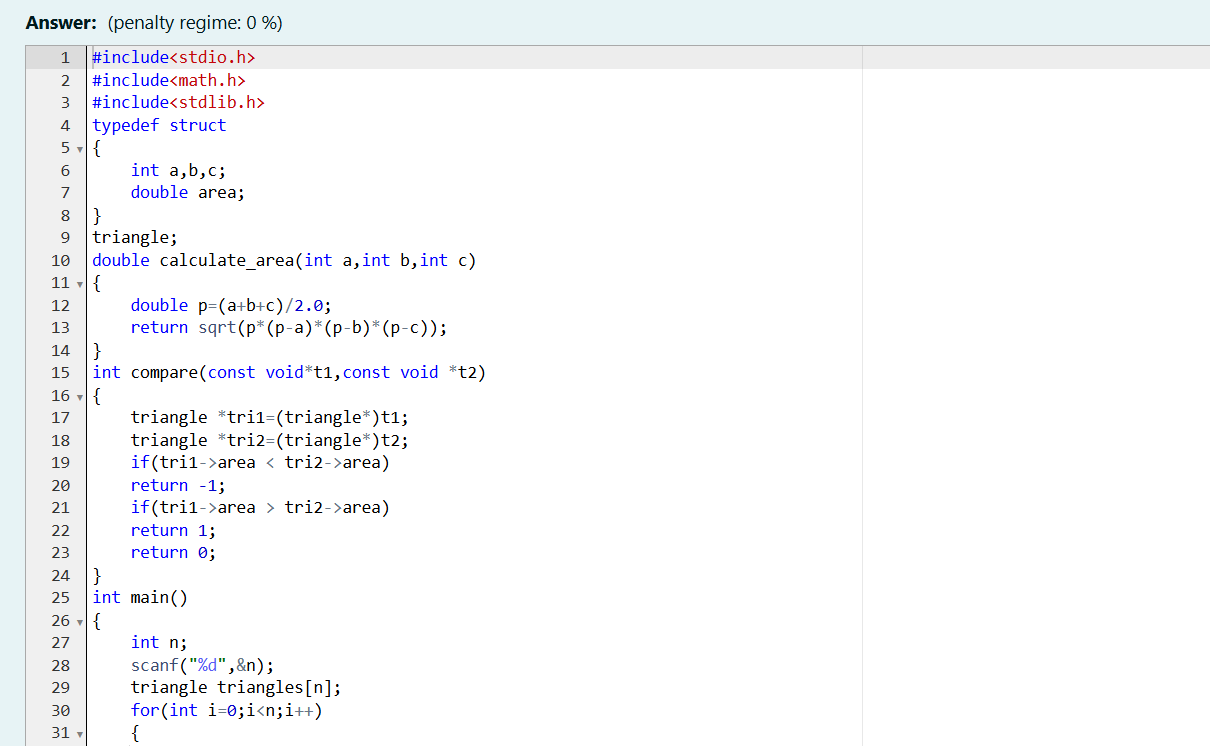 Answer: (penalty regime: 0 %)
1 #include<stdio.h>
2 #include<math.h>
3 #include<stdlib.h>
4 typedef struct
5 {
6     int a,b,c;
7     double area;
8 }
9 triangle;
10 double calculate_area(int a,int b,int c)
11 {
12     double p=(a+b+c)/2.0;
13     return sqrt(p*(p-a)*(p-b)*(p-c));
14 }
15 int compare(const void*t1,const void *t2)
16 {
17     triangle *tri1=(triangle*)t1;
18     triangle *tri2=(triangle*)t2;
19     if(tri1->area < tri2->area)
20     return -1;
21     if(tri1->area > tri2->area)
22     return 1;
23     return 0;
24 }
25 int main()
26 {
27     int n;
28     scanf("%d",&n);
29     triangle triangles[n];
30     for(int i=0;i<n;i++)
31     {